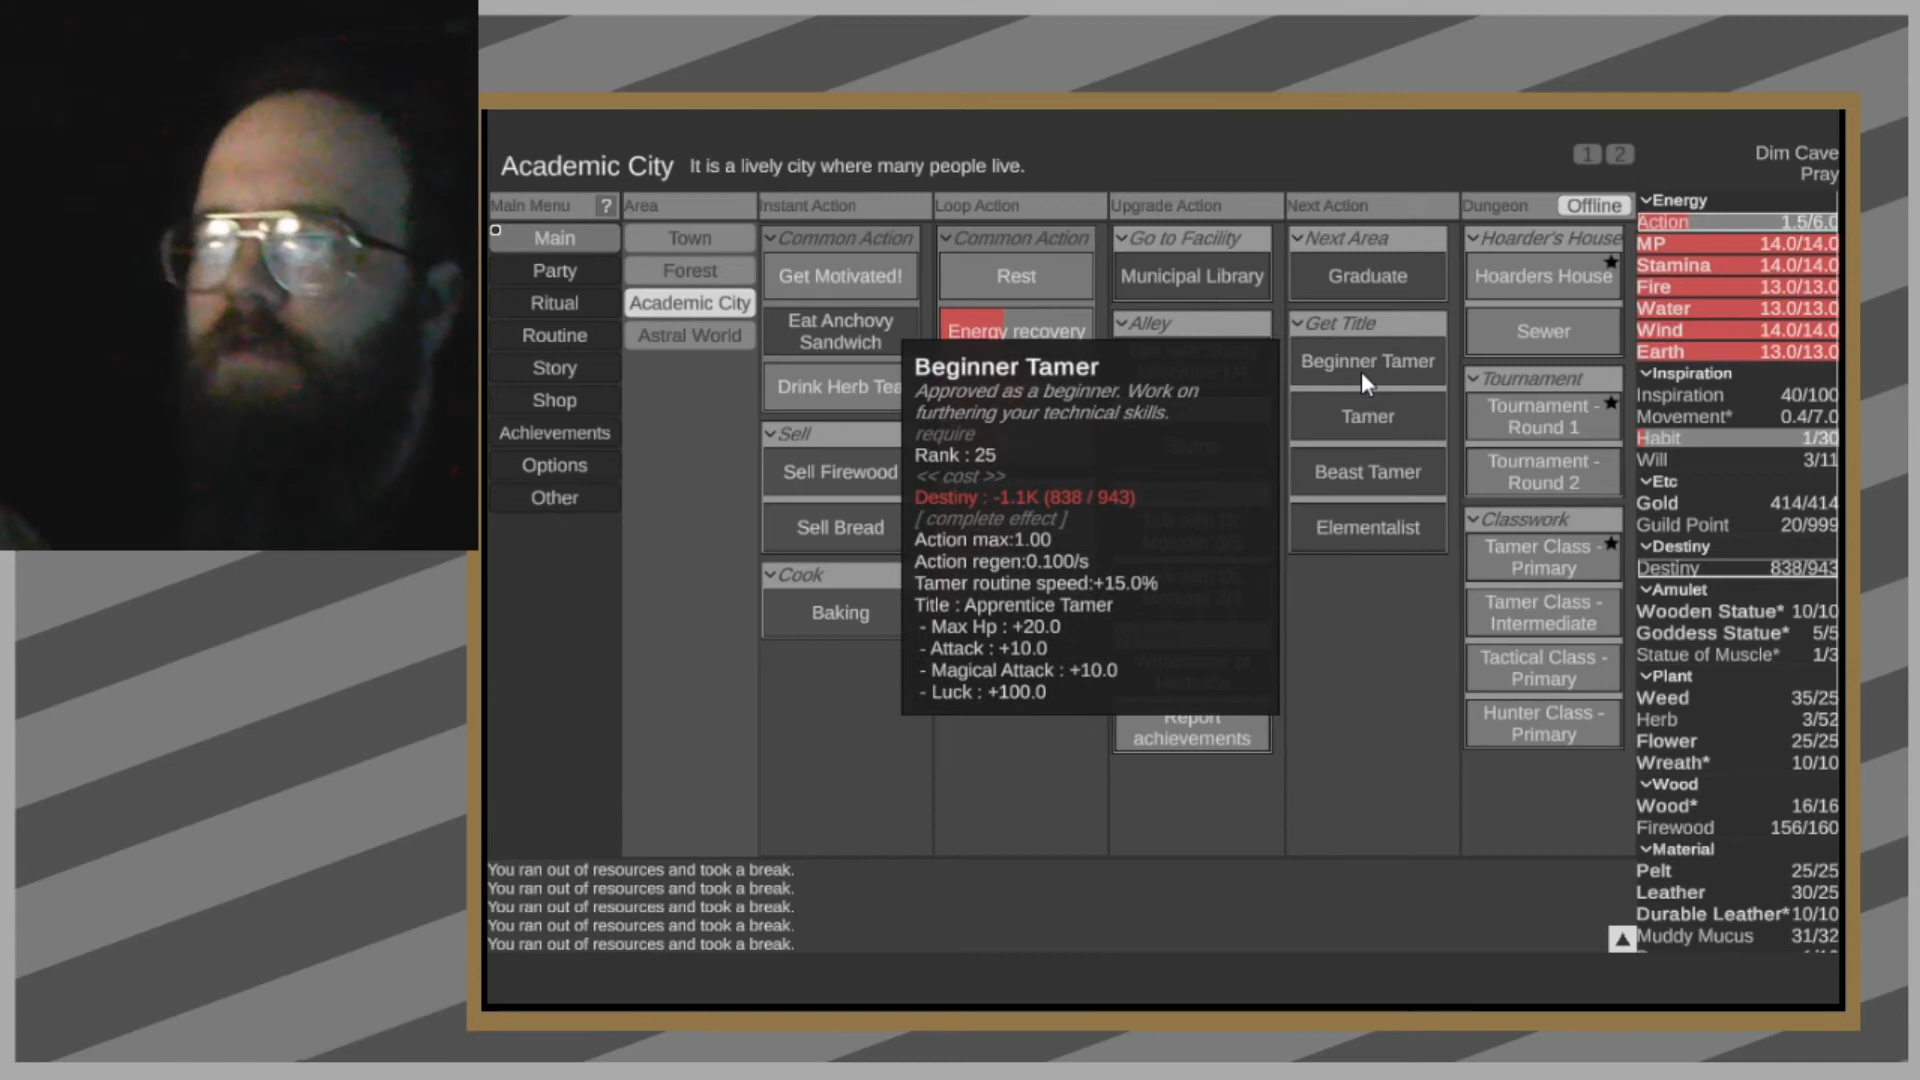 Academic City It is a lively city where many people live.
1 2
Dim Cave
Pray
Main Menu ?
Main
Party
Ritual
Routine
Story
Shop
Achievements
Options
Other
Area
Town
Forest
Academic City
Astral World
Instant Action
Common Action
Get Motivated!
Eat Anchovy
Sandwich
Drink Herb Tea
Sell
Sell Firewood
Sell Bread
Cook
Baking
Loop Action
Common Action
Rest
Energy recovery
Upgrade Action
Go to Facility
Municipal Library
Alley
Report
achievements
Beginner Tamer
Approved as a beginner. Work on
furthering your technical skills.
require
Rank : 25
<< cost >>
Destiny : -1.1K (838 / 943)
[ complete effect ]
Action max:1.00
Action regen:0.100/s
Tamer routine speed:+15.0%
Title : Apprentice Tamer
- Max Hp : +20.0
- Attack : +10.0
- Magical Attack : +10.0
- Luck : +100.0
Next Action
Next Area
Graduate
Get Title
Beginner Tamer
Tamer
Beast Tamer
Elementalist
Dungeon Offline
Hoarder's House
Hoarders House
Sewer
Tournament
Tournament -
Round 1
Tournament -
Round 2
Classwork
Tamer Class -
Primary
Tamer Class -
Intermediate
Tactical Class -
Primary
Hunter Class -
Primary
Energy
Action 1.5/6.0
MP 14.0/14.0
Stamina 14.0/14.0
Fire 13.0/13.0
Water 13.0/13.0
Wind 14.0/14.0
Earth 13.0/13.0
Inspiration
Inspiration 40/100
Movement* 0.4/7.0
Habit 1/30
Will 3/11
Etc
Gold 414/414
Guild Point 20/999
Destiny
Destiny 838/943
Amulet
Wooden Statue* 10/10
Goddess Statue* 5/5
Statue of Muscle* 1/3
Plant
Weed 35/25
Herb 3/52
Flower 25/25
Wreath* 10/10
Wood
Wood* 16/16
Firewood 156/160
Material
Pelt 25/25
Leather 30/25
Durable Leather* 10/10
Muddy Mucus 31/32
You ran out of resources and took a break.
You ran out of resources and took a break.
You ran out of resources and took a break.
You ran out of resources and took a break.
You ran out of resources and took a break.